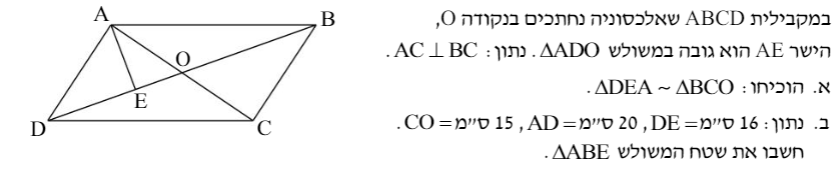 A
B
O
E
D
C
במקבילית ABCD שאלכסוניה נחתכים בנקודה O,
הישר AE הוא גובה במשולש ΔADO. נתון: AC ⊥ BC.
א. הוכיחו: ΔDEA ~ ΔBCO.
ב. נתון: 16 ס״מ = DE, 20 ס״מ = AD, 15 ס״מ = CO.
חשבו את שטח המשולש ΔABE.